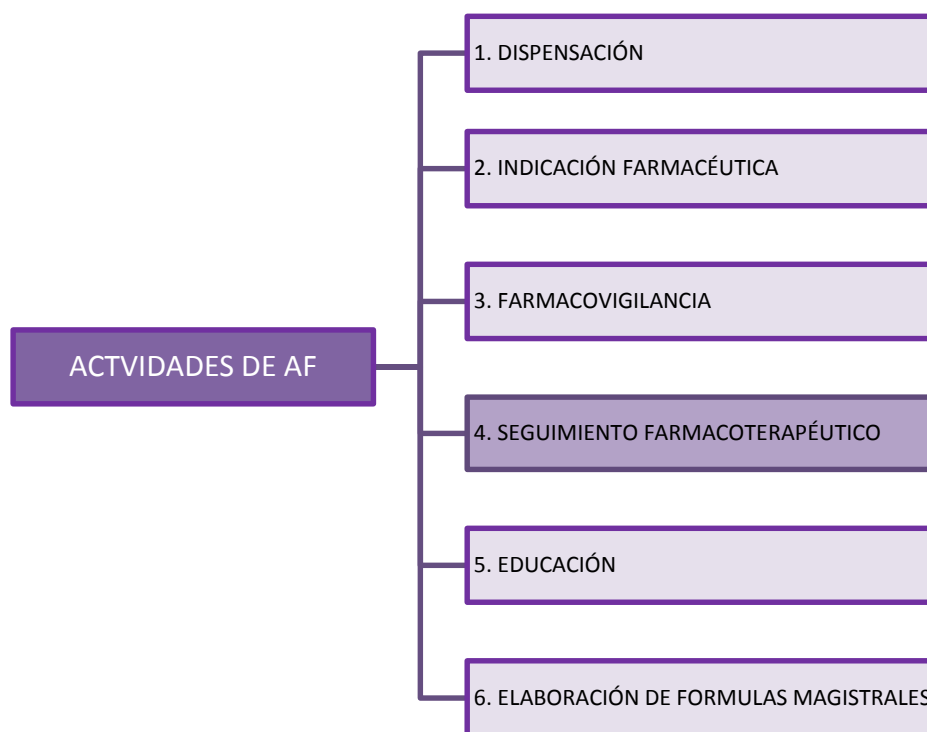 1. DISPENSACIÓN
2. INDICACIÓN FARMACÉUTICA
3. FARMACOVIGILANCIA
ACTVIDADES DE AF
4. SEGUIMIENTO FARMACOTERAPÉUTICO
5. EDUCACIÓN
6. ELABORACIÓN DE FORMULAS MAGISTRALES